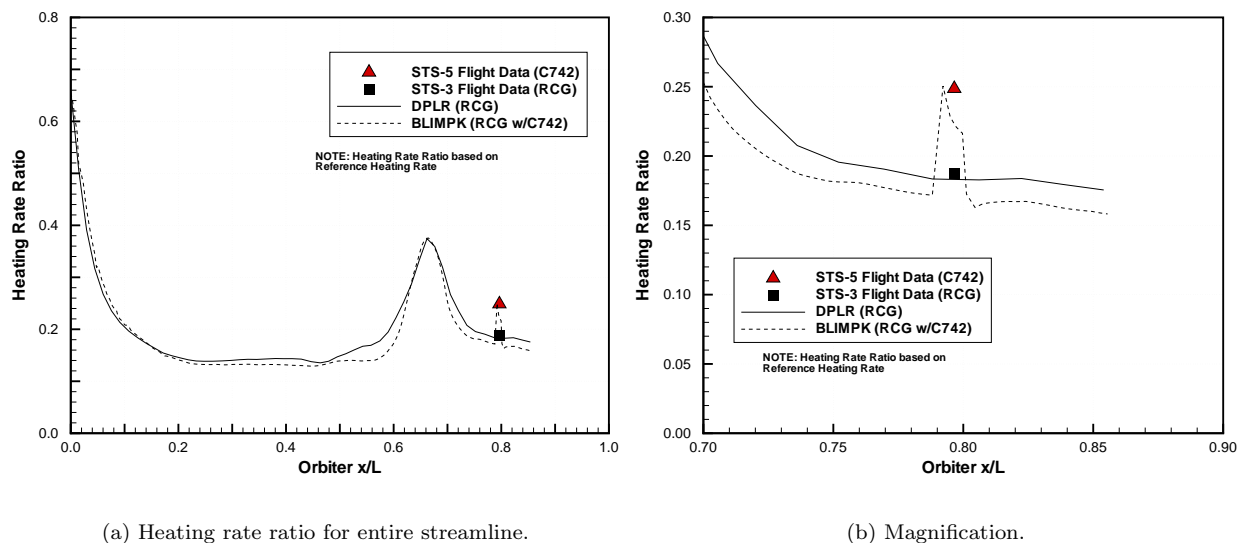 0.8
0.6
0.4
0.2
0.0
Heating Rate Ratio
STS-5 Flight Data (C742)
STS-3 Flight Data (RCG)
DPLR (RCG)
BLIMPK (RCG w/C742)
NOTE: Heating Rate Ratio based on
Reference Heating Rate
0.0 0.2 0.4 0.6 0.8 1.0
Orbiter x/L
(a) Heating rate ratio for entire streamline.
0.30
0.25
0.20
0.15
0.10
0.05
0.00
Heating Rate Ratio
STS-5 Flight Data (C742)
STS-3 Flight Data (RCG)
DPLR (RCG)
BLIMPK (RCG w/C742)
NOTE: Heating Rate Ratio based on
Reference Heating Rate
0.70 0.75 0.80 0.85 0.90
Orbiter x/L
(b) Magnification.